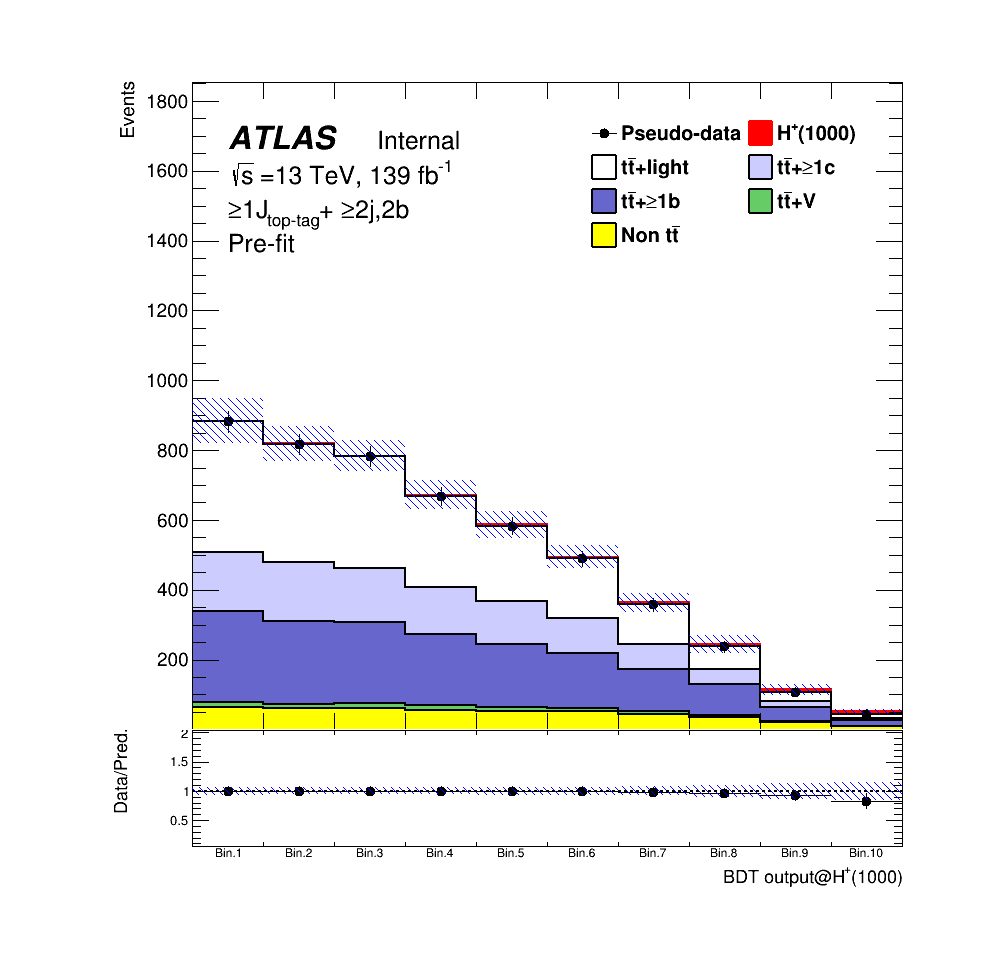 Events
1800
1600
1400
1200
1000
800
600
400
200
ATLAS Internal
√s =13 TeV, 139 fb⁻¹
≥1J_top-tag+ ≥2j,2b
Pre-fit
Pseudo-data H⁺(1000)
tt̄+light tt̄+≥1c
tt̄+≥1b tt̄+V
Non tt̄
Data/Pred.
2
1.5
1
0.5
Bin.1 Bin.2 Bin.3 Bin.4 Bin.5 Bin.6 Bin.7 Bin.8 Bin.9 Bin.10
BDT output@H⁺(1000)